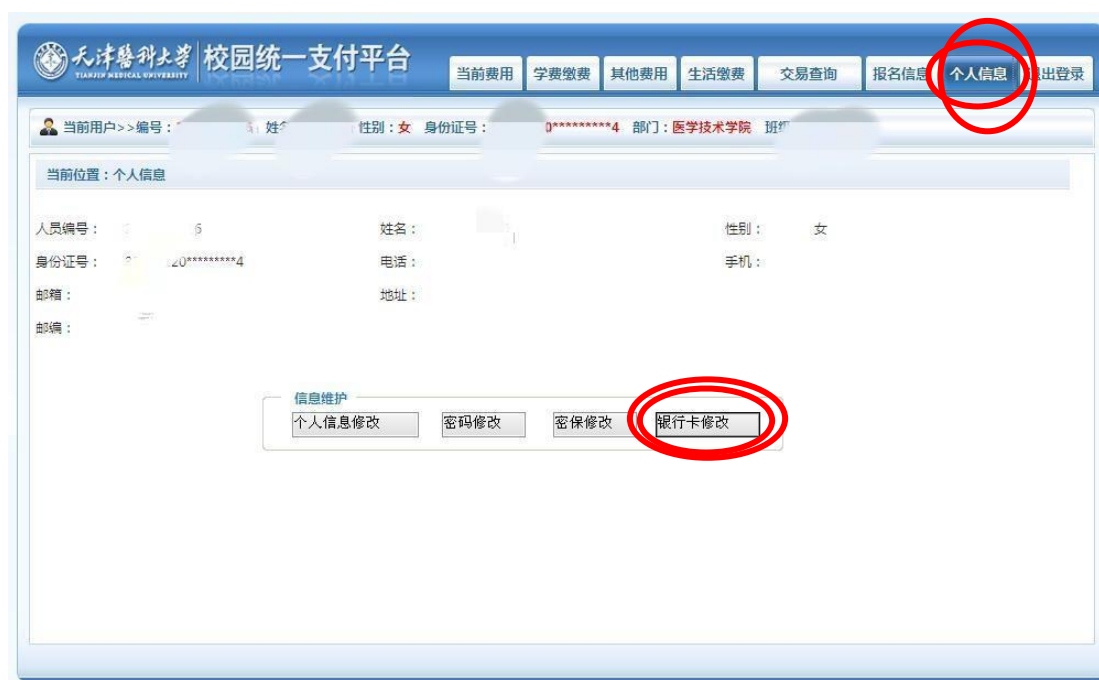 天津醫科大學 校园统一支付平台
TIANJIN MEDICAL UNIVERSITY
当前费用 学费缴费 其他费用 生活缴费 交易查询 报名信息 个人信息 退出登录
当前用户>>编号： 姓名 性别：女 身份证号： 0*********4 部门：医学技术学院 班级
当前位置：个人信息
人员编号： 6 姓名： 性别： 女
身份证号： 20*********4 电话： 手机：
邮箱： 地址：
邮编：
信息维护
个人信息修改 密码修改 密保修改 银行卡修改